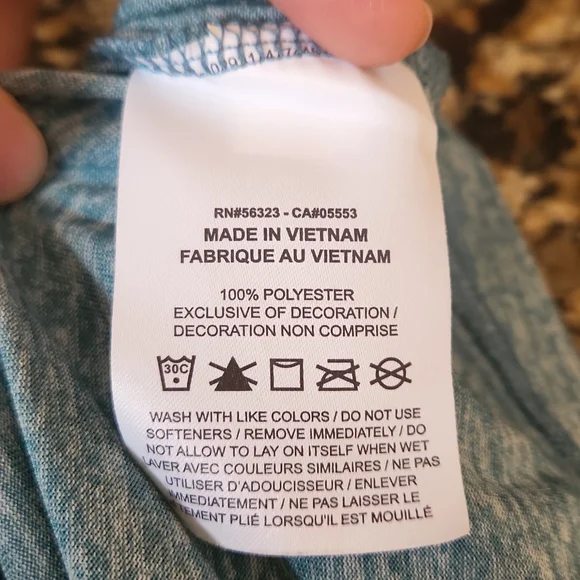 RN#56323 - CA#05553
MADE IN VIETNAM
FABRIQUE AU VIETNAM
100% POLYESTER
EXCLUSIVE OF DECORATION /
DECORATION NON COMPRISE
30C
WASH WITH LIKE COLORS / DO NOT USE
SOFTENERS / REMOVE IMMEDIATELY / DO
NOT ALLOW TO LAY ON ITSELF WHEN WET
LAVER AVEC COULEURS SIMILAIRES / NE PAS
UTILISER D'ADOUCISSEUR / ENLEVER
IMMÉDIATEMENT / NE PAS LAISSER LE
PLIÉ LORSQU'IL EST MOUILLÉ